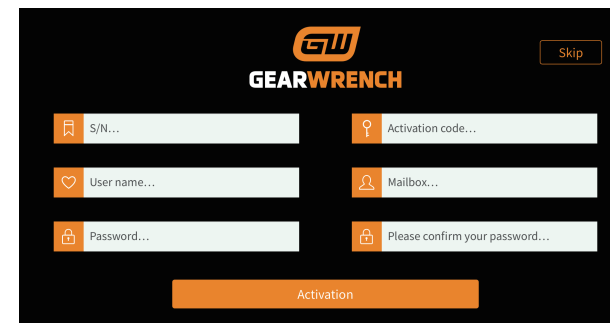 GW
Skip
GEARWRENCH
S/N...
Activation code...
User name...
Mailbox...
Password...
Please confirm your password...
Activation